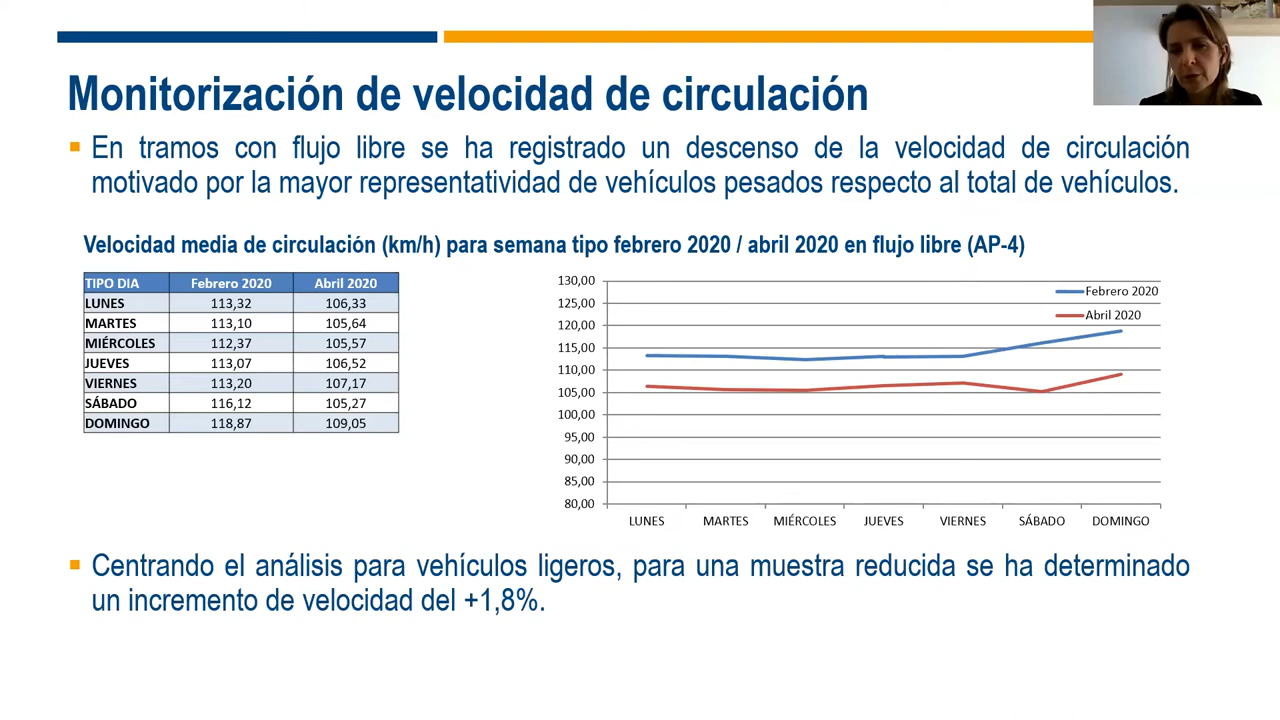 Monitorización de velocidad de circulación
En tramos con flujo libre se ha registrado un descenso de la velocidad de circulación
motivado por la mayor representatividad de vehículos pesados respecto al total de vehículos.
Velocidad media de circulación (km/h) para semana tipo febrero 2020 / abril 2020 en flujo libre (AP-4)
TIPO DIA Febrero 2020 Abril 2020
LUNES 113,32 106,33
MARTES 113,10 105,64
MIÉRCOLES 112,37 105,57
JUEVES 113,07 106,52
VIERNES 113,20 107,17
SÁBADO 116,12 105,27
DOMINGO 118,87 109,05
130,00
125,00
120,00
115,00
110,00
105,00
100,00
95,00
90,00
85,00
80,00
Febrero 2020
Abril 2020
LUNES MARTES MIÉRCOLES JUEVES VIERNES SÁBADO DOMINGO
Centrando el análisis para vehículos ligeros, para una muestra reducida se ha determinado
un incremento de velocidad del +1,8%.